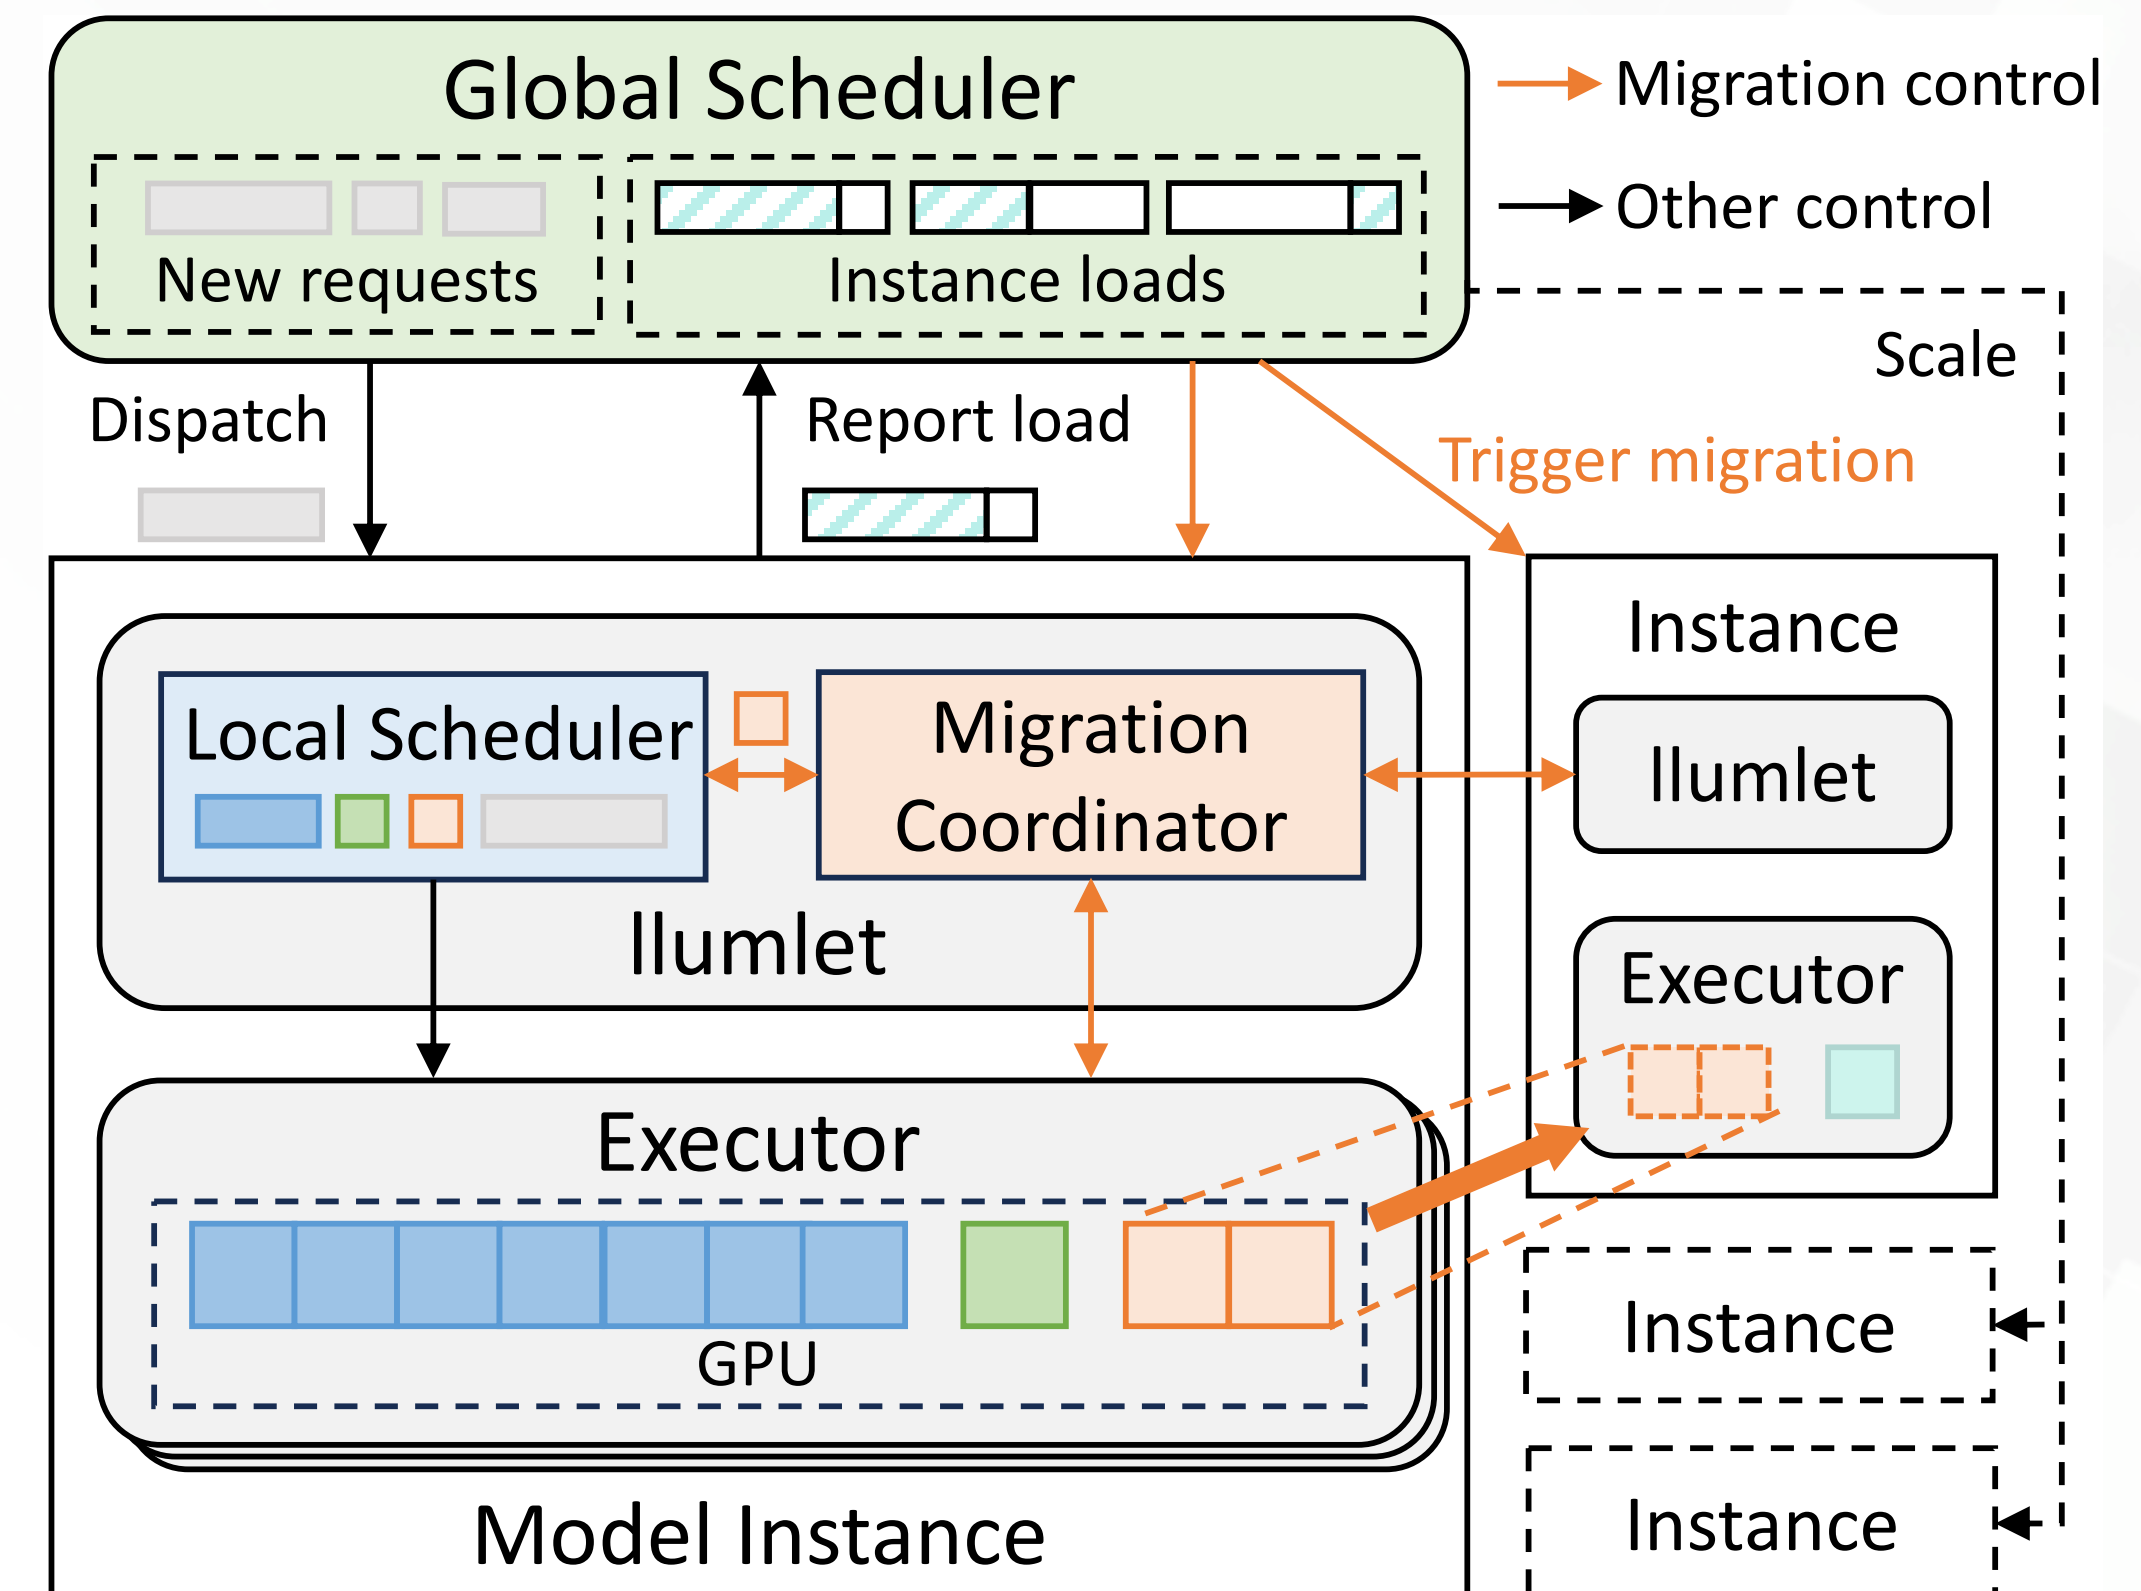 Global Scheduler
New requests
Instance loads
Migration control
Other control
Scale
Dispatch
Report load
Trigger migration
Local Scheduler
Migration
Coordinator
llumlet
Instance
llumlet
Executor
Executor
GPU
Model Instance
Instance
Instance